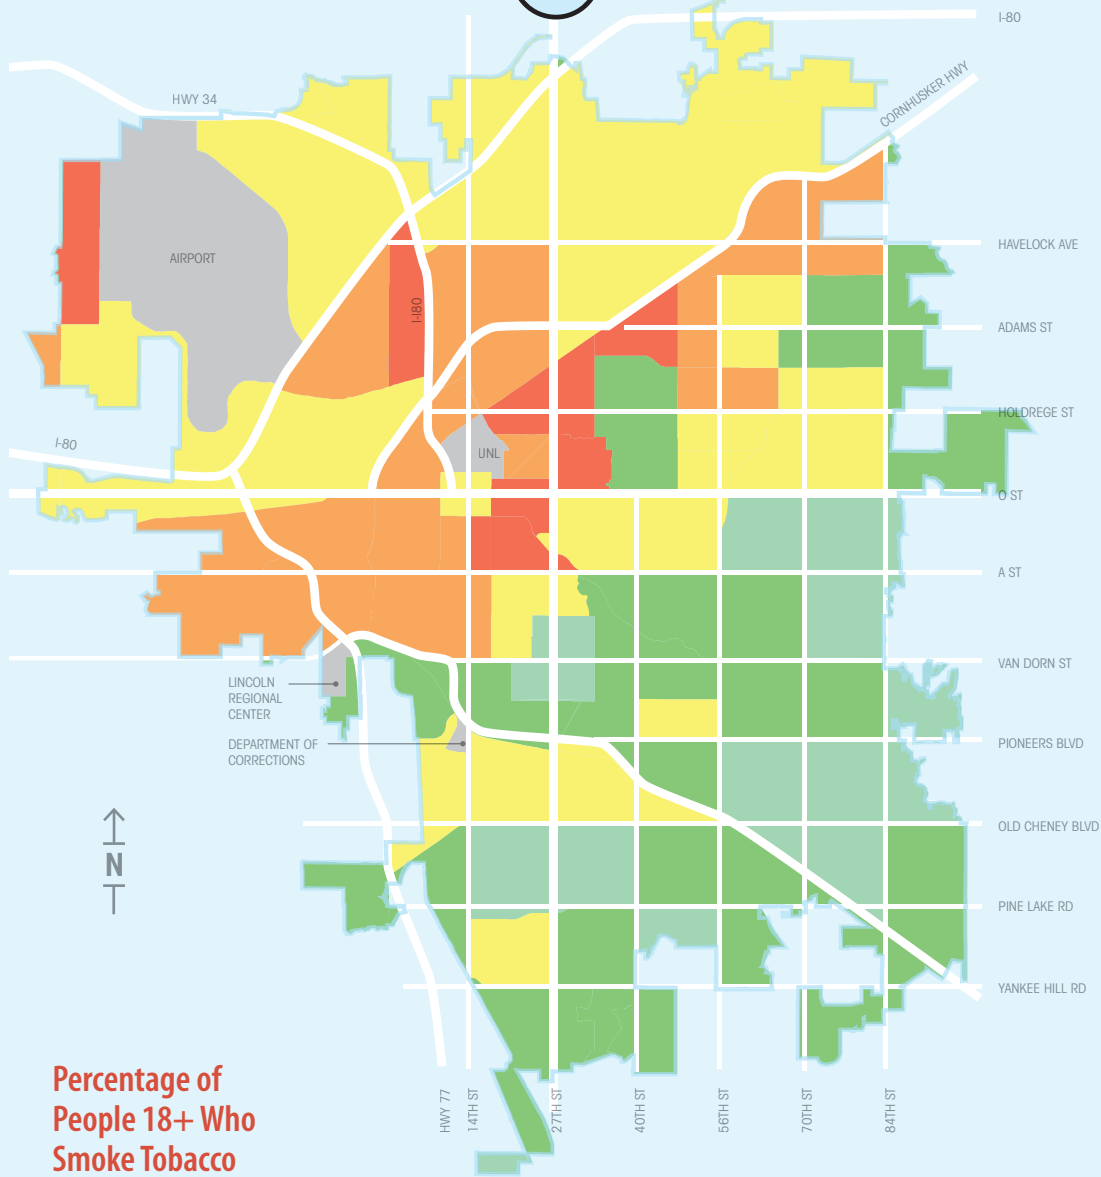 I-80
CORNHUSKER HWY
HWY 34
HAVELOCK AVE
AIRPORT
I-180
ADAMS ST
HOLDREGE ST
I-80
UNL
O ST
A ST
VAN DORN ST
LINCOLN
REGIONAL
CENTER
DEPARTMENT OF
CORRECTIONS
PIONEERS BLVD
OLD CHENEY BLVD
N
PINE LAKE RD
YANKEE HILL RD
HWY 77
14TH ST
27TH ST
40TH ST
56TH ST
70TH ST
84TH ST
Percentage of
People 18+ Who
Smoke Tobacco